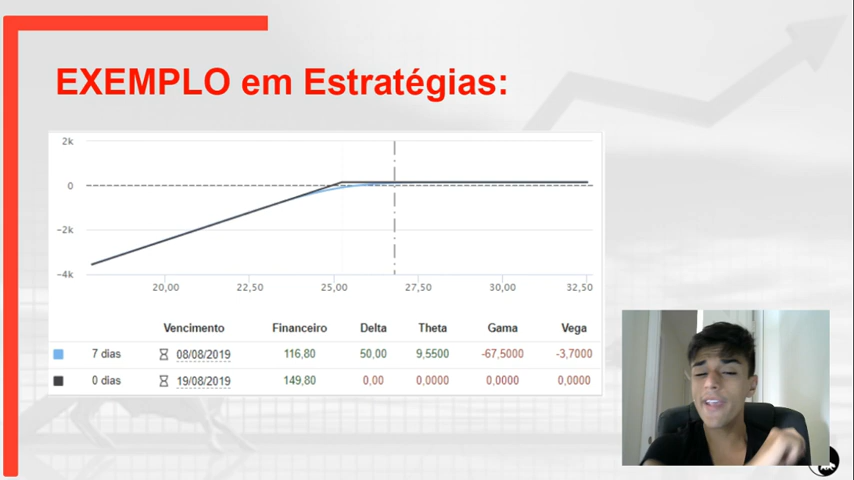 EXEMPLO em Estratégias:
2k
0
-2k
-4k
20,00 22,50 25,00 27,50 30,00 32,50
Vencimento Financeiro Delta Theta Gama Vega
7 dias 08/08/2019 116,80 50,00 9,5500 -67,5000 -3,7000
0 dias 19/08/2019 149,80 0,00 0,0000 0,0000 0,0000